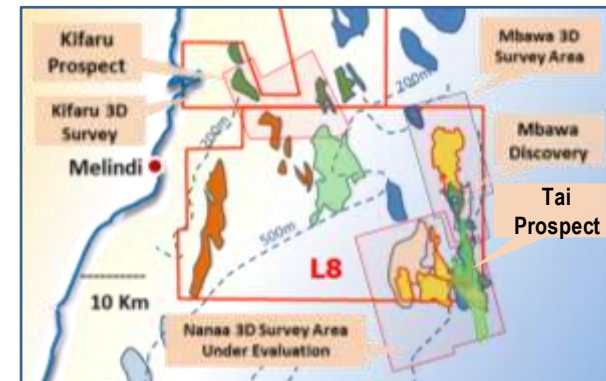 Kifaru
Prospect
Mbawa 3D
Survey Area
200m
Kifaru 3D
Survey
200m
Mbawa
Discovery
Melindi
Tai
Prospect
500m
L8
10 Km
Nanaa 3D Survey Area
Under Evaluation